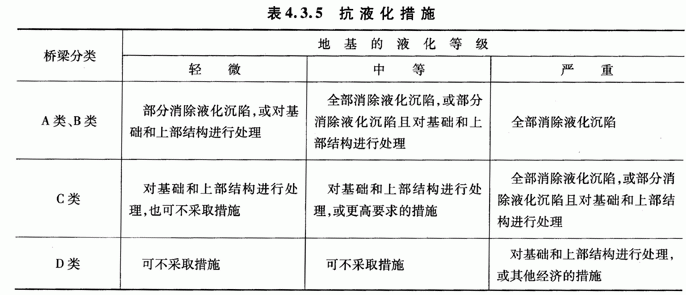 表4.3.5 抗液化措施
桥梁分类
地基的液化等级
轻微
中等
严重
A类、B类
部分消除液化沉陷,或对基
础和上部结构进行处理
全部消除液化沉陷,或部分
消除液化沉陷且对基础和上
部结构进行处理
全部消除液化沉陷
C类
对基础和上部结构进行处
理,也可不采取措施
对基础和上部结构进行处
理,或更高要求的措施
全部消除液化沉陷,或部分消
除液化沉陷且对基础和上部结
构进行处理
D类
可不采取措施
可不采取措施
对基础和上部结构进行处理,
或其他经济的措施